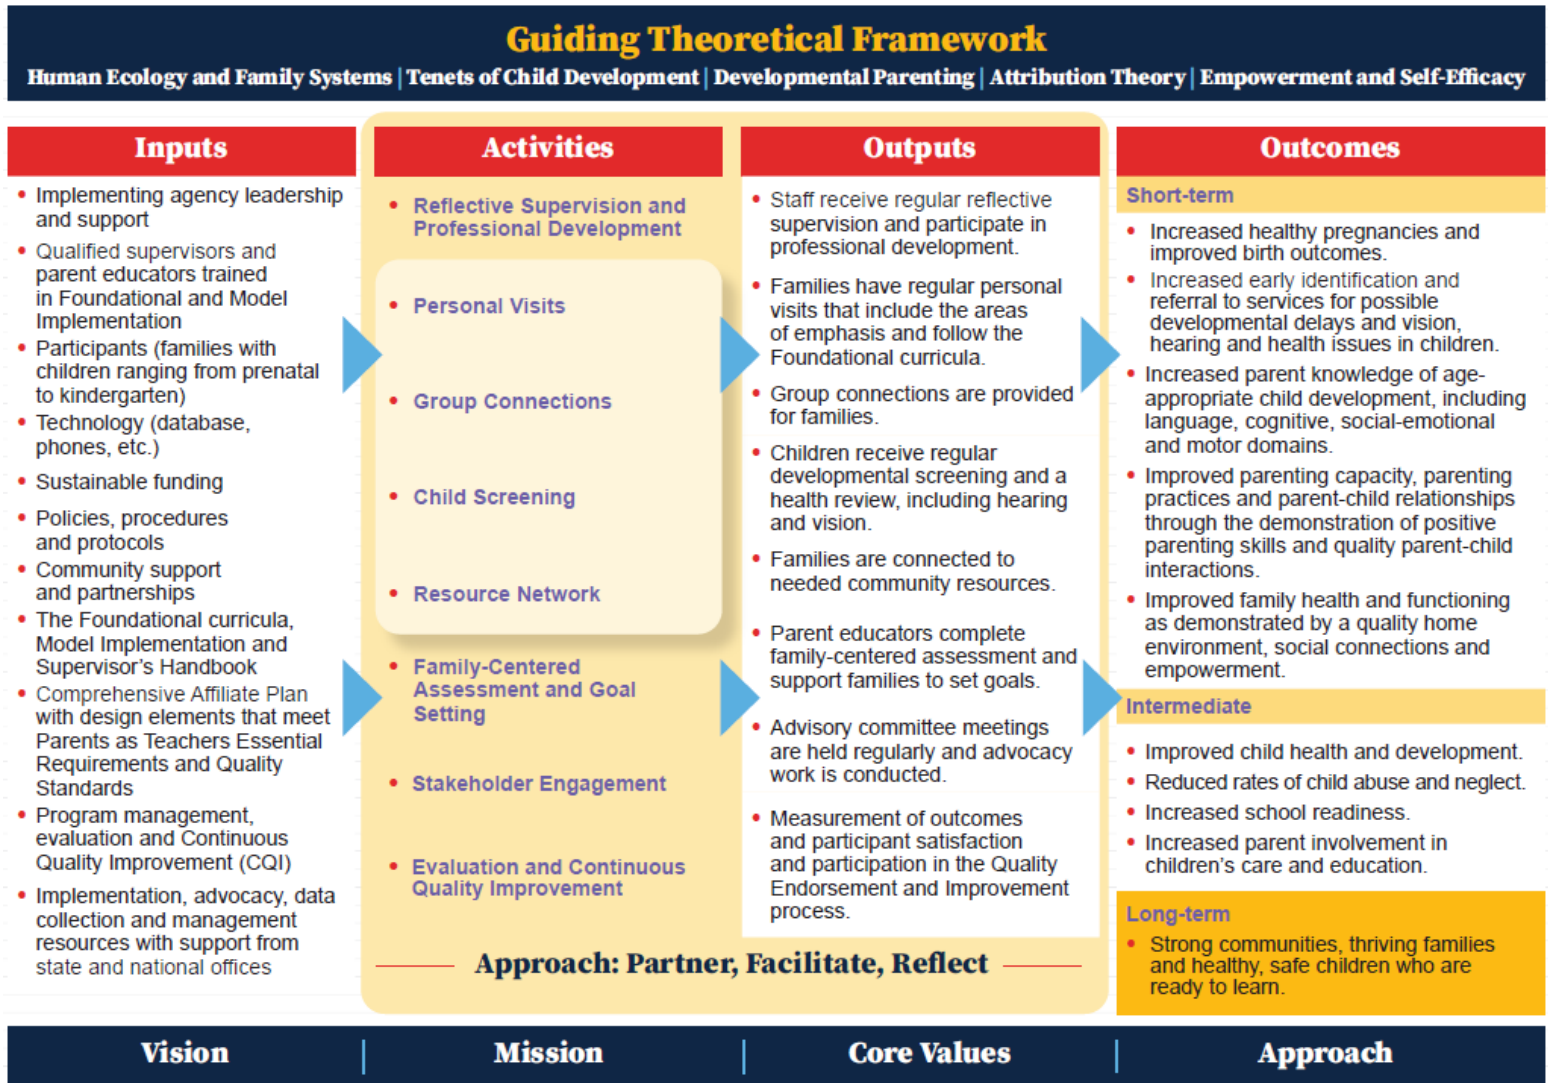 Guiding Theoretical Framework
Human Ecology and Family Systems | Tenets of Child Development | Developmental Parenting | Attribution Theory | Empowerment and Self-Efficacy
Inputs
• Implementing agency leadership
and support
• Qualified supervisors and
parent educators trained
in Foundational and Model
Implementation
• Participants (families with
children ranging from prenatal
to kindergarten)
• Technology (database,
phones, etc.)
• Sustainable funding
• Policies, procedures
and protocols
• Community support
and partnerships
• The Foundational curricula,
Model Implementation and
Supervisor’s Handbook
• Comprehensive Affiliate Plan
with design elements that meet
Parents as Teachers Essential
Requirements and Quality
Standards
• Program management,
evaluation and Continuous
Quality Improvement (CQI)
• Implementation, advocacy, data
collection and management
resources with support from
state and national offices
Activities
• Reflective Supervision and
Professional Development
• Personal Visits
• Group Connections
• Child Screening
• Resource Network
• Family-Centered
Assessment and Goal
Setting
• Stakeholder Engagement
• Evaluation and Continuous
Quality Improvement
Outputs
• Staff receive regular reflective
supervision and participate in
professional development.
• Families have regular personal
visits that include the areas
of emphasis and follow the
Foundational curricula.
• Group connections are provided
for families.
• Children receive regular
developmental screening and a
health review, including hearing
and vision.
• Families are connected to
needed community resources.
• Parent educators complete
family-centered assessment and
support families to set goals.
• Advisory committee meetings
are held regularly and advocacy
work is conducted.
• Measurement of outcomes
and participant satisfaction
and participation in the Quality
Endorsement and Improvement
process.
Approach: Partner, Facilitate, Reflect
Outcomes
Short-term
• Increased healthy pregnancies and
improved birth outcomes.
• Increased early identification and
referral to services for possible
developmental delays and vision,
hearing and health issues in children.
• Increased parent knowledge of age-
appropriate child development, including
language, cognitive, social-emotional
and motor domains.
• Improved parenting capacity, parenting
practices and parent-child relationships
through the demonstration of positive
parenting skills and quality parent-child
interactions.
• Improved family health and functioning
as demonstrated by a quality home
environment, social connections and
empowerment.
Intermediate
• Improved child health and development.
• Reduced rates of child abuse and neglect.
• Increased school readiness.
• Increased parent involvement in
children’s care and education.
Long-term
• Strong communities, thriving families
and healthy, safe children who are
ready to learn.
Vision | Mission | Core Values | Approach